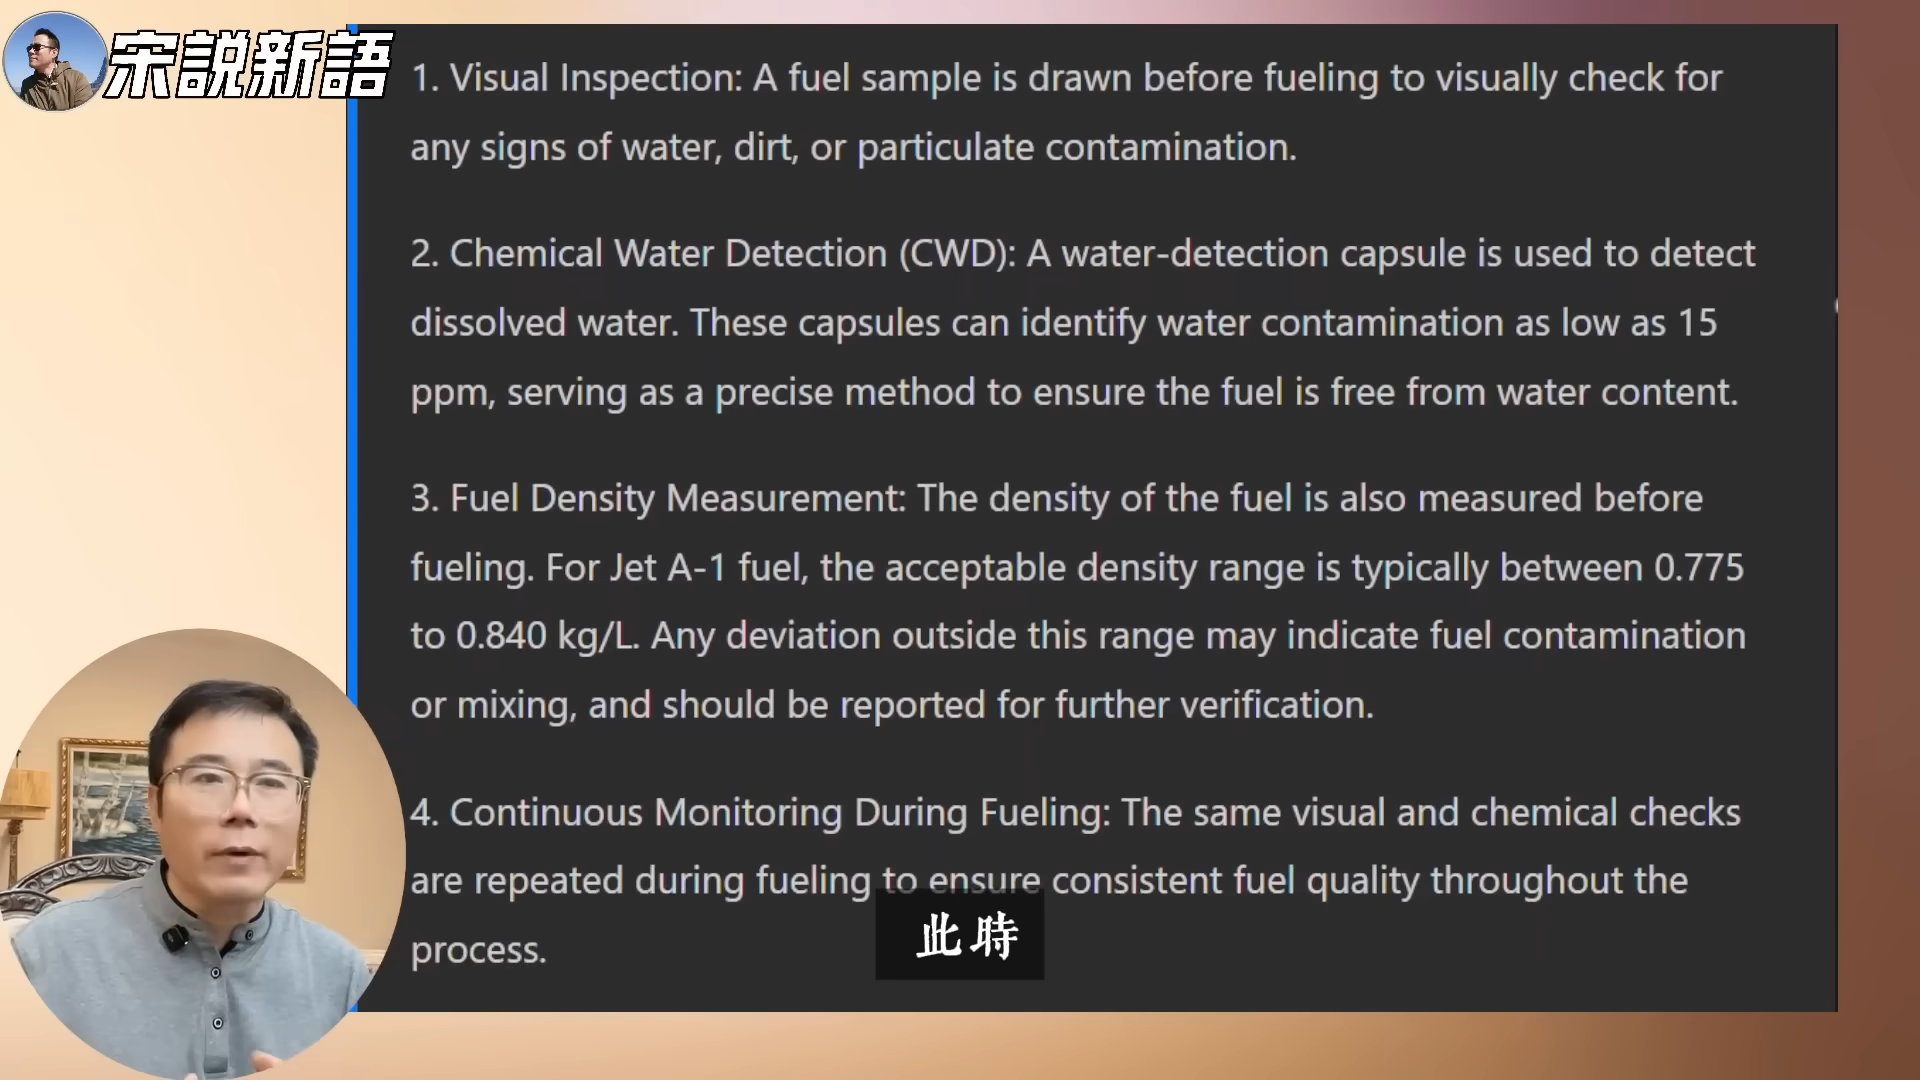 宋説新語
1. Visual Inspection: A fuel sample is drawn before fueling to visually check for
any signs of water, dirt, or particulate contamination.
2. Chemical Water Detection (CWD): A water-detection capsule is used to detect
dissolved water. These capsules can identify water contamination as low as 15
ppm, serving as a precise method to ensure the fuel is free from water content.
3. Fuel Density Measurement: The density of the fuel is also measured before
fueling. For Jet A-1 fuel, the acceptable density range is typically between 0.775
to 0.840 kg/L. Any deviation outside this range may indicate fuel contamination
or mixing, and should be reported for further verification.
4. Continuous Monitoring During Fueling: The same visual and chemical checks
are repeated during fueling to ensure consistent fuel quality throughout the
process.
此時